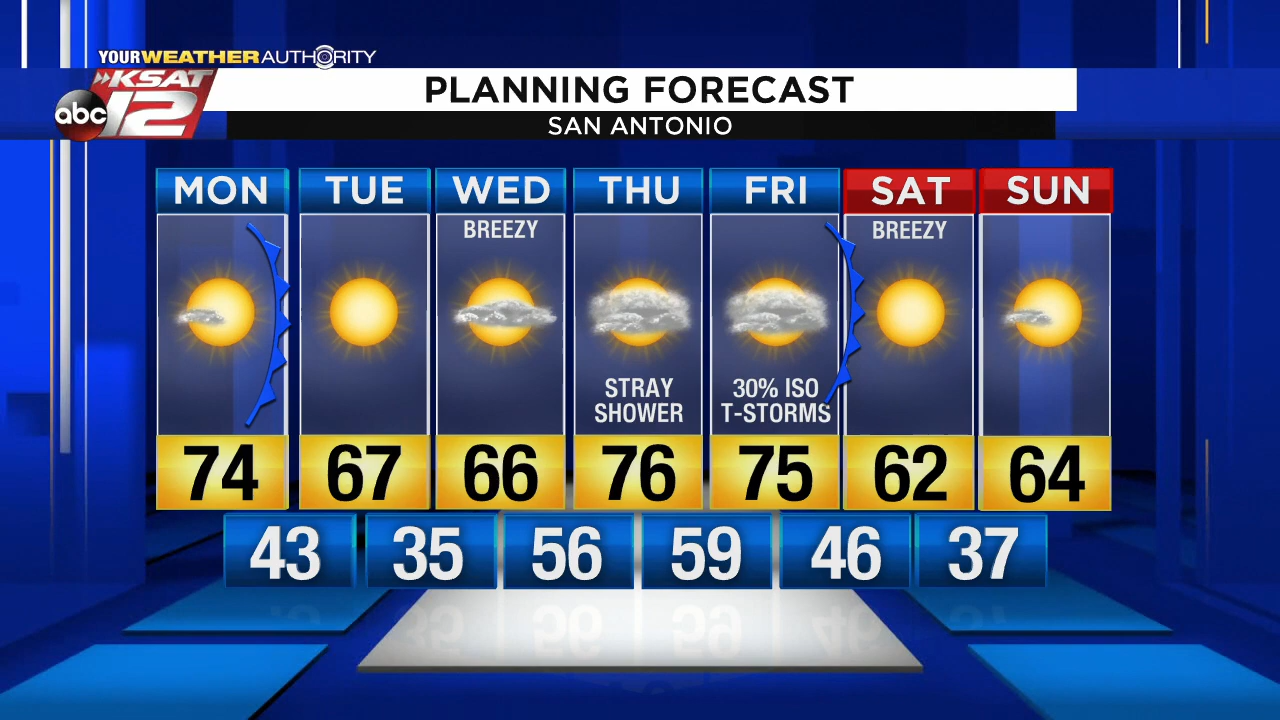 YOURWEATHERAUTHORITY
KSAT
abc 12
PLANNING FORECAST
SAN ANTONIO
MON TUE WED THU FRI SAT SUN
BREEZY BREEZY
STRAY SHOWER
30% ISO T-STORMS
74 67 66 76 75 62 64
43 35 56 59 46 37